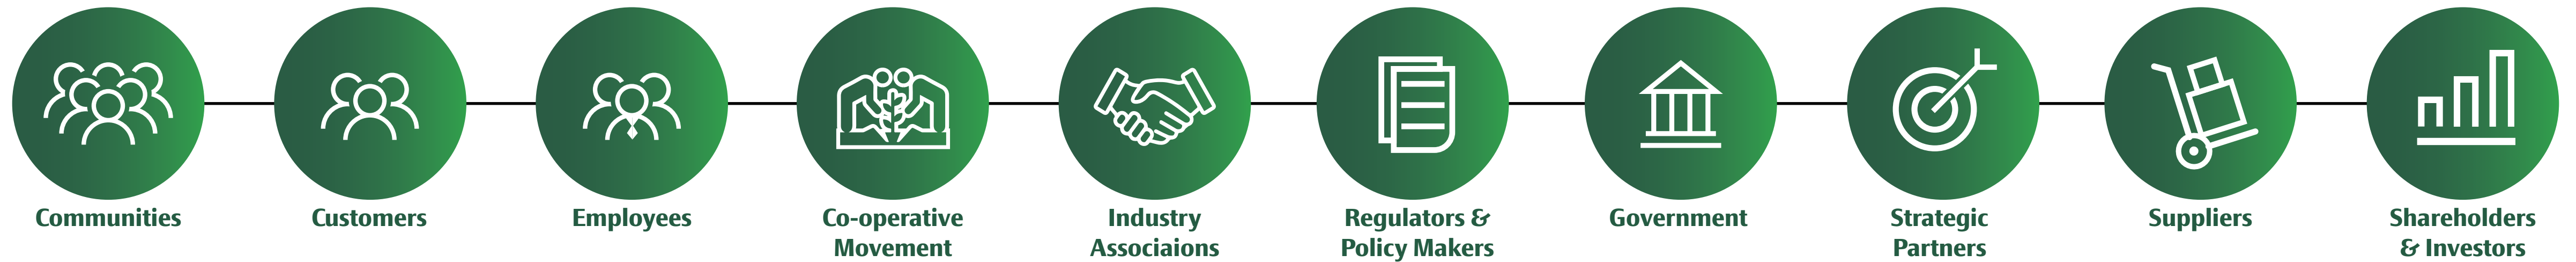 Communities
Customers
Employees
Co-operative
Movement
Industry
Associaions
Regulators &
Policy Makers
Government
Strategic
Partners
Suppliers
Shareholders
& Investors